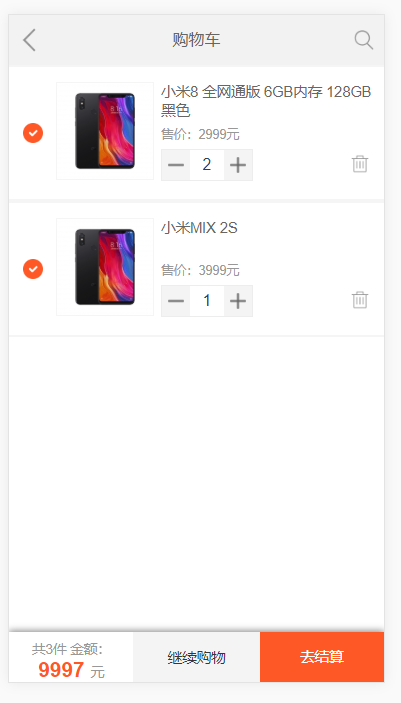 购物车
小米8 全网通版 6GB内存 128GB
黑色
售价：2999元
2
小米MIX 2S
售价：3999元
1
共3件 金额：
9997 元
继续购物
去结算